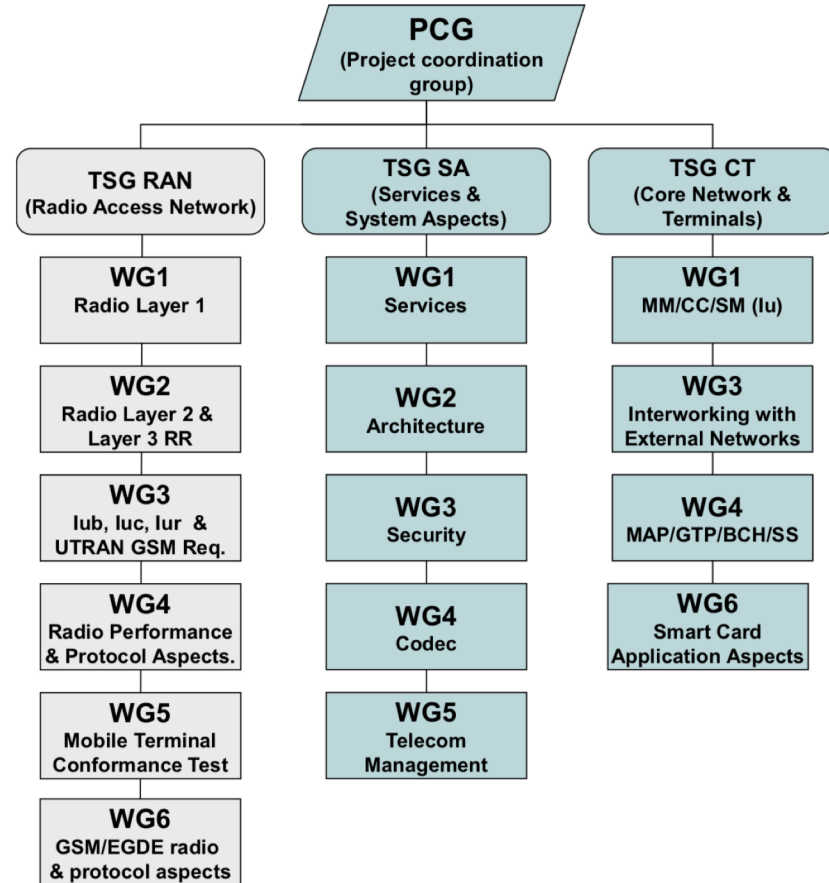 PCG
(Project coordination
group)
TSG RAN
(Radio Access Network)
WG1
Radio Layer 1
WG2
Radio Layer 2 &
Layer 3 RR
WG3
Iub, Iuc, Iur &
UTRAN GSM Req.
WG4
Radio Performance
& Protocol Aspects.
WG5
Mobile Terminal
Conformance Test
WG6
GSM/EGDE radio
& protocol aspects
TSG SA
(Services &
System Aspects)
WG1
Services
WG2
Architecture
WG3
Security
WG4
Codec
WG5
Telecom
Management
TSG CT
(Core Network &
Terminals)
WG1
MM/CC/SM (Iu)
WG3
Interworking with
External Networks
WG4
MAP/GTP/BCH/SS
WG6
Smart Card
Application Aspects